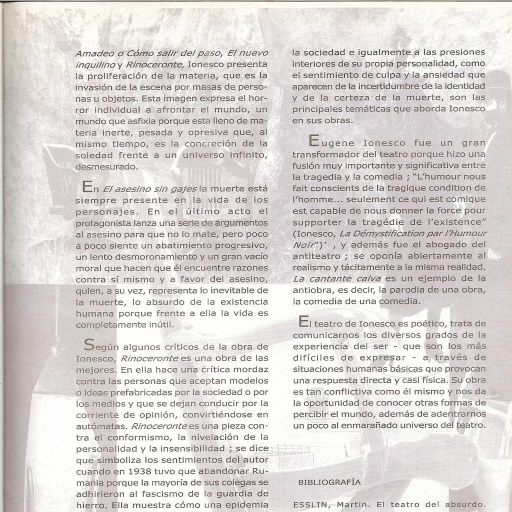 Amadeo o Cómo salir del paso, El nuevo
inquilino y Rinoceronte, Ionesco presenta
la proliferación de la materia, que es la
invasión de la escena por masas de perso-
nas u objetos. Esta imagen expresa el hor-
ror individual a afrontar el mundo, un
mundo que asfixia porque esta lleno de ma-
teria inerte, pesada y opresiva que, al
mismo tiempo, es la concreción de la
soledad frente a un universo infinito,
desmesurado.
En El asesino sin gajes la muerte está
siempre presente en la vida de los
personajes. En el último acto el
protagonista lanza una serie de argumentos
al asesino para que no lo mate, pero poco
a poco siente un abatimiento progresivo,
un lento desmoronamiento y un gran vacío
moral que hacen que él encuentre razones
contra sí mismo y a favor del asesino,
quien, a su vez, representa lo inevitable de
la muerte, lo absurdo de la existencia
humana porque frente a ella la vida es
completamente inútil.
Según algunos críticos de la obra de
Ionesco, Rinoceronte es una obra de las
mejores. En ella hace una crítica mordaz
contra las personas que aceptan modelos
o ideas prefabricadas por la sociedad o por
los medios y que se dejan conducir por la
corriente de opinión, convirtiéndose en
autómatas. Rinoceronte es una pieza con-
tra el conformismo, la nivelación de la
personalidad y la insensibilidad ; se dice
que simboliza los sentimientos del autor
cuando en 1938 tuvo que abandonar Ru-
mania porque la mayoría de sus colegas se
adhirieron al fascismo de la guardia de
hierro. Ella muestra cómo una epidemia
la sociedad e igualmente a las presiones
interiores de su propia personalidad, como
el sentimiento de culpa y la ansiedad que
aparecen de la incertidumbre de la identidad
y de la certeza de la muerte, son las
principales temáticas que aborda Ionesco
en sus obras.
Eugene Ionesco fue un gran
transformador del teatro porque hizo una
fusión muy importante y significativa entre
la tragedia y la comedia ; "L'humour nous
fait conscients de la tragique condition de
l'homme... seulement ce qui est comique
est capable de nous donner la force pour
supporter la tragédie de l'existence"
(Ionesco, La Démystification par l'Humour
Noir") , y además fue el abogado del
antiteatro ; se oponía abiertamente al
realismo y tácitamente a la misma realidad.
La cantante calva es un ejemplo de la
antiobra, es decir, la parodia de una obra,
la comedia de una comedia.
El teatro de Ionesco es poético, trata de
comunicarnos los diversos grados de la
experiencia del ser - que son los más
difíciles de expresar - a través de
situaciones humanas básicas que provocan
una respuesta directa y casi física. Su obra
es tan conflictiva como él mismo y nos da
la oportunidad de conocer otras formas de
percibir el mundo, además de adentrarnos
un poco al enmarañado universo del teatro.
BIBLIOGRAFÍA
ESSLIN, Martin. El teatro del absurdo.